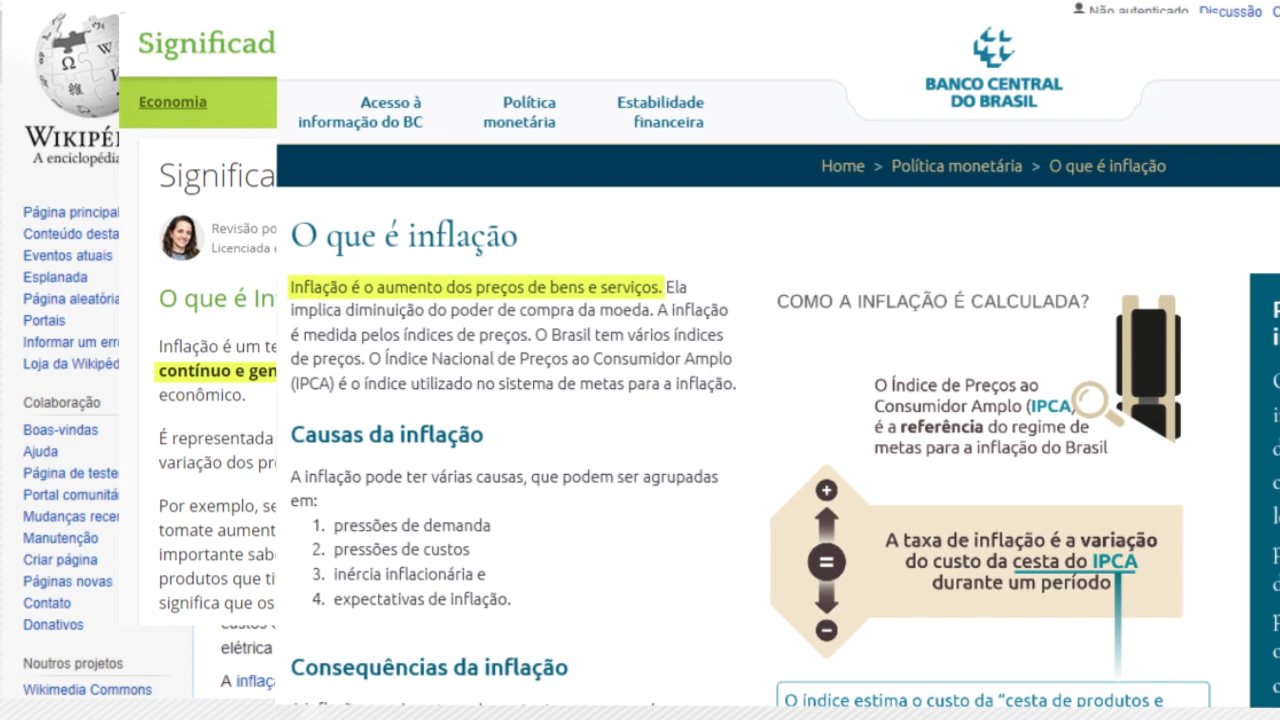 Não autenticado Discussão
WIKIPÉ
A enciclopédia
Página principal
Conteúdo desta
Eventos atuais
Esplanada
Página aleatória
Portais
Informar um erro
Loja da Wikipéd
Colaboração
Boas-vindas
Ajuda
Página de teste
Portal comunitá
Mudanças recen
Manutenção
Criar página
Páginas novas
Contato
Donativos
Noutros projetos
Wikimedia Commons
Significad
Economia
Significa
Revisão po
Licenciada e
O que é In
Inflação é um te
contínuo e gen
econômico.
É representada
variação dos pr
Por exemplo, se
tomate aument
importante sab
produtos que ti
significa que os
elétrica
A inflaç
BANCO CENTRAL
DO BRASIL
Acesso à
informação do BC
Política
monetária
Estabilidade
financeira
Home > Política monetária > O que é inflação
O que é inflação
Inflação é o aumento dos preços de bens e serviços. Ela
implica diminuição do poder de compra da moeda. A inflação
é medida pelos índices de preços. O Brasil tem vários índices
de preços. O Índice Nacional de Preços ao Consumidor Amplo
(IPCA) é o índice utilizado no sistema de metas para a inflação.
Causas da inflação
A inflação pode ter várias causas, que podem ser agrupadas
em:
1. pressões de demanda
2. pressões de custos
3. inércia inflacionária e
4. expectativas de inflação.
Consequências da inflação
COMO A INFLAÇÃO É CALCULADA?
O Índice de Preços ao
Consumidor Amplo (IPCA)
é a referência do regime de
metas para a inflação do Brasil
A taxa de inflação é a variação
do custo da cesta do IPCA
durante um período
O índice estima o custo da “cesta de produtos e